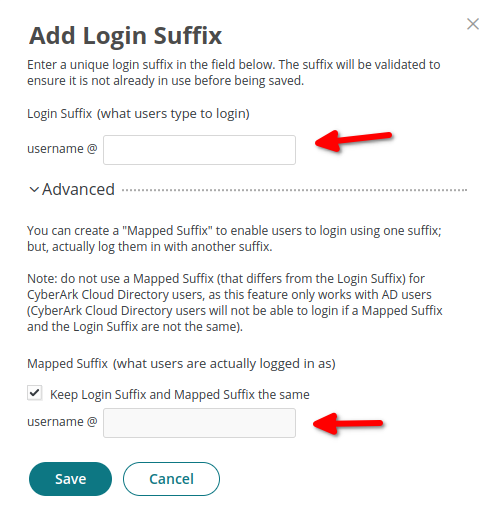 Add Login Suffix
Enter a unique login suffix in the field below. The suffix will be validated to
ensure it is not already in use before being saved.
Login Suffix (what users type to login)
username @
Advanced
You can create a "Mapped Suffix" to enable users to login using one suffix;
but, actually log them in with another suffix.
Note: do not use a Mapped Suffix (that differs from the Login Suffix) for
CyberArk Cloud Directory users, as this feature only works with AD users
(CyberArk Cloud Directory users will not be able to login if a Mapped Suffix
and the Login Suffix are not the same).
Mapped Suffix (what users are actually logged in as)
Keep Login Suffix and Mapped Suffix the same
username @
Save Cancel